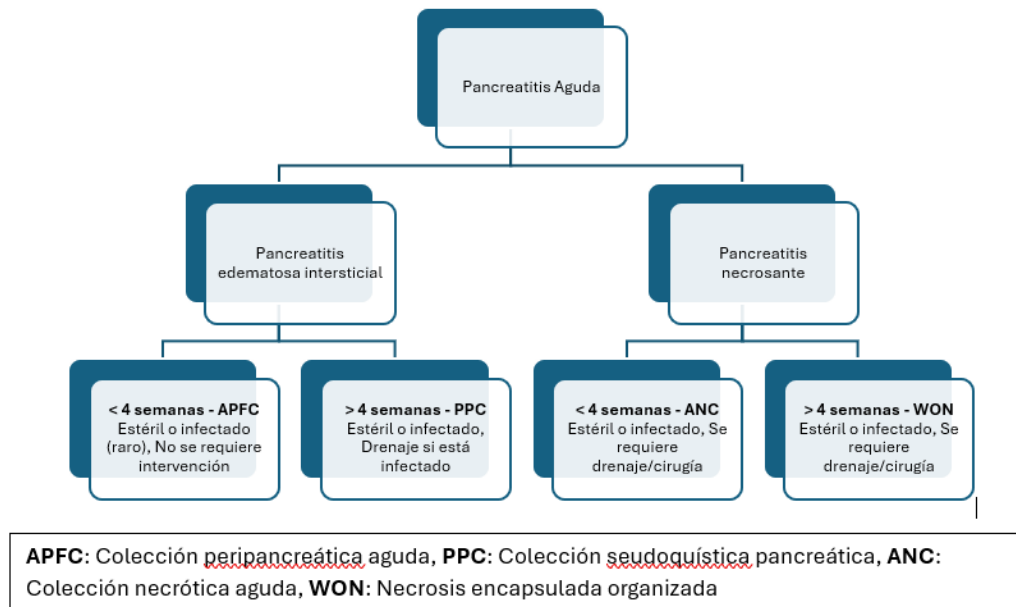 Pancreatitis Aguda
Pancreatitis
edematosa intersticial
Pancreatitis
necrosante
< 4 semanas - APFC
Estéril o infectado
(raro), No se requiere
intervención
> 4 semanas - PPC
Estéril o infectado,
Drenaje si está
infectado
< 4 semanas - ANC
Estéril o infectado, Se
requiere
drenaje/cirugía
> 4 semanas - WON
Estéril o infectado, Se
requiere
drenaje/cirugía
APFC: Colección peripancreática aguda, PPC: Colección seudoquística pancreática, ANC:
Colección necrótica aguda, WON: Necrosis encapsulada organizada